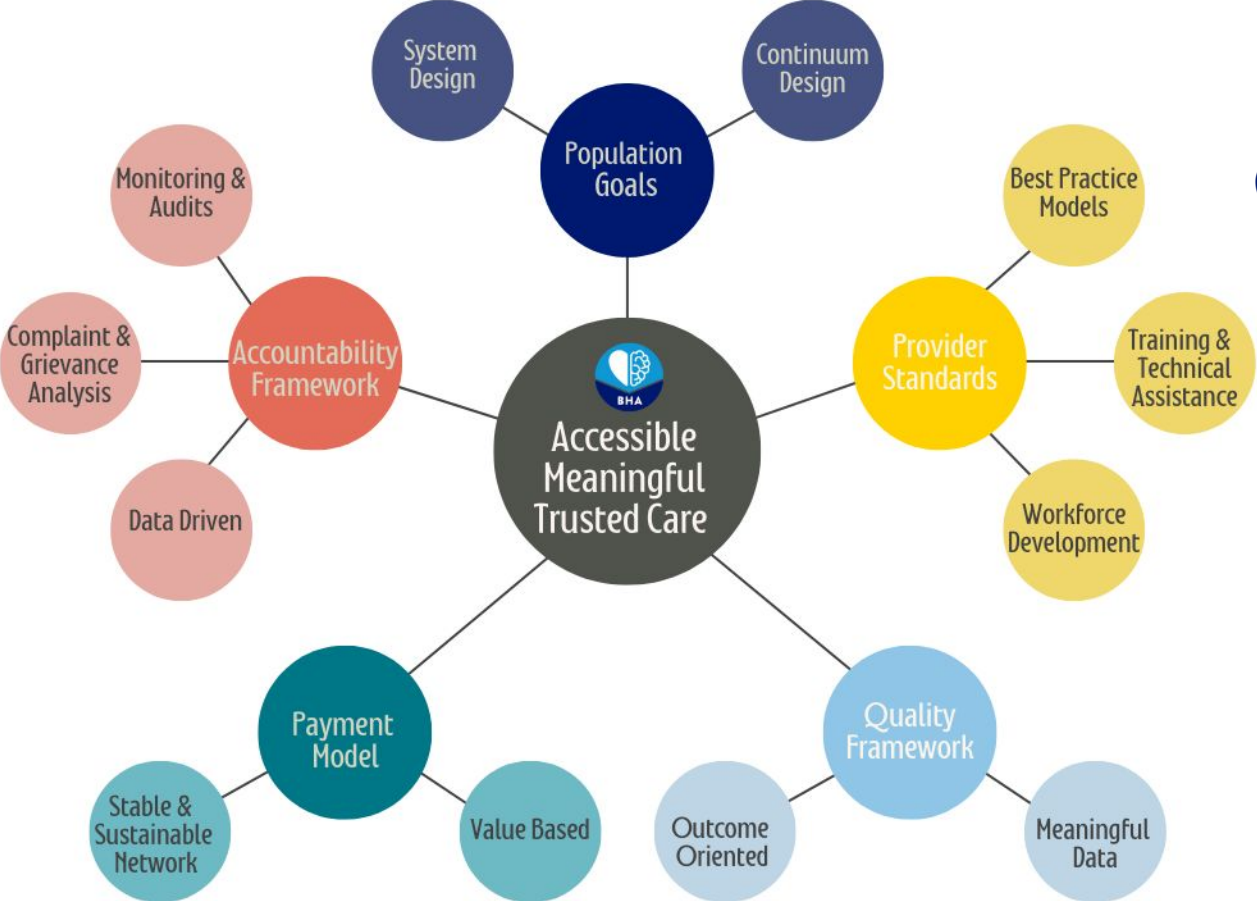 System
Design
Continuum
Design
Population
Goals
Monitoring &
Audits
Best Practice
Models
Complaint &
Grievance
Analysis
Accountability
Framework
Provider
Standards
Training &
Technical
Assistance
BHA
Accessible
Meaningful
Trusted Care
Data Driven
Workforce
Development
Payment
Model
Quality
Framework
Stable &
Sustainable
Network
Value Based
Outcome
Oriented
Meaningful
Data